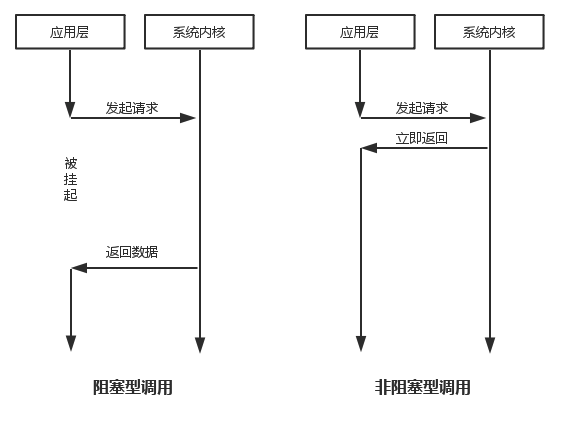 应用层
系统内核
发起请求
被
挂
起
返回数据
阻塞型调用
应用层
系统内核
发起请求
立即返回
非阻塞型调用